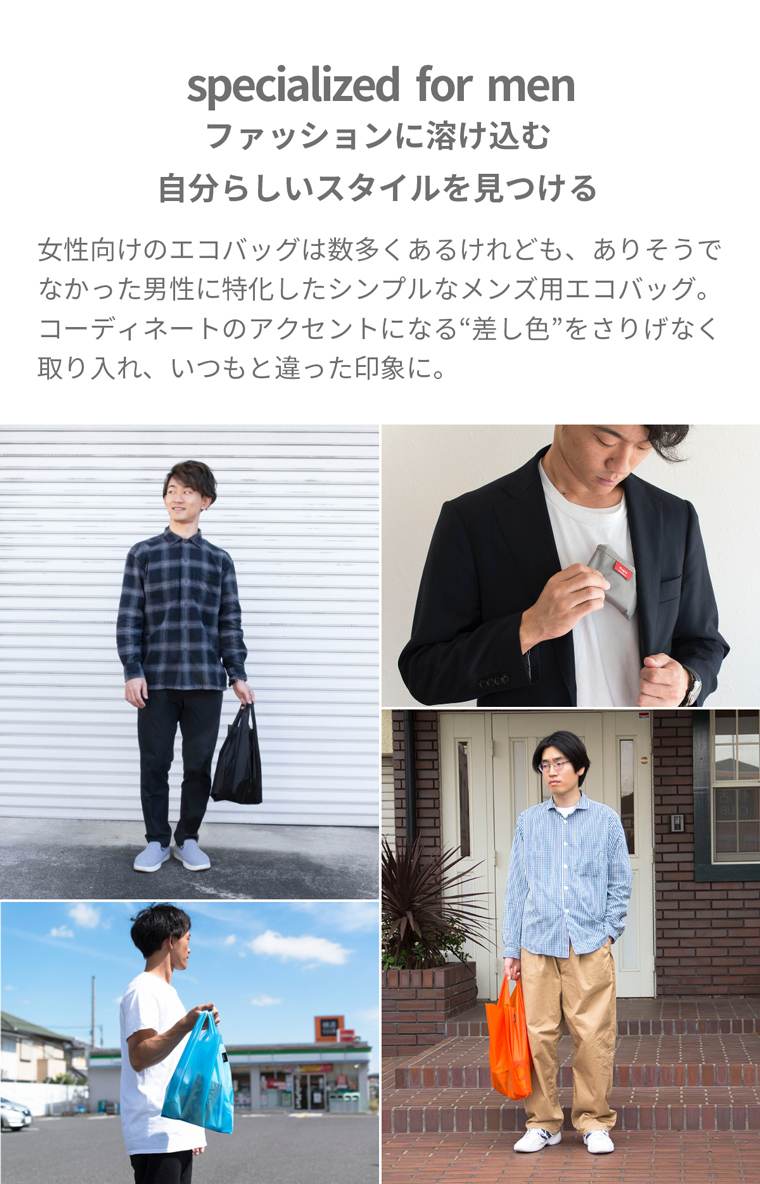 specialized for men
ファッションに溶け込む
自分らしいスタイルを見つける
女性向けのエコバッグは数多くあるけれども、ありそうで
なかった男性に特化したシンプルなメンズ用エコバッグ。
コーディネートのアクセントになる“差し色”をさりげなく
取り入れ、いつもと違った印象に。